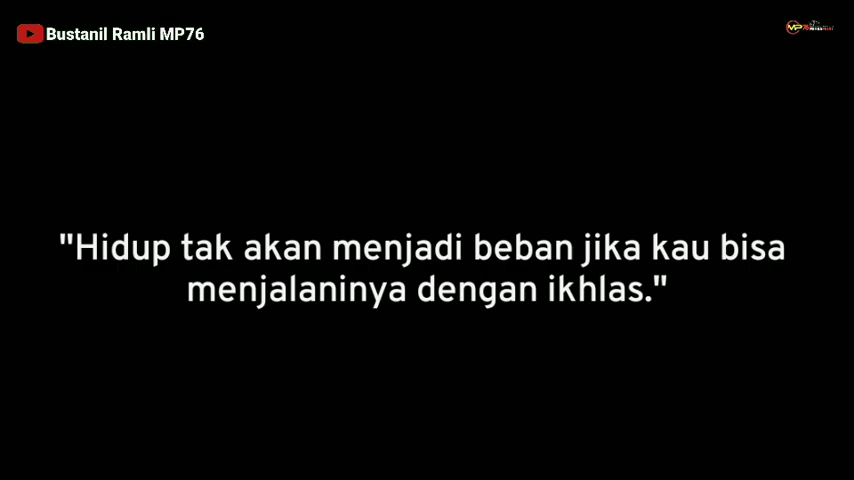 Bustanil Ramli MP76
"Hidup tak akan menjadi beban jika kau bisa
menjalaninya dengan ikhlas."